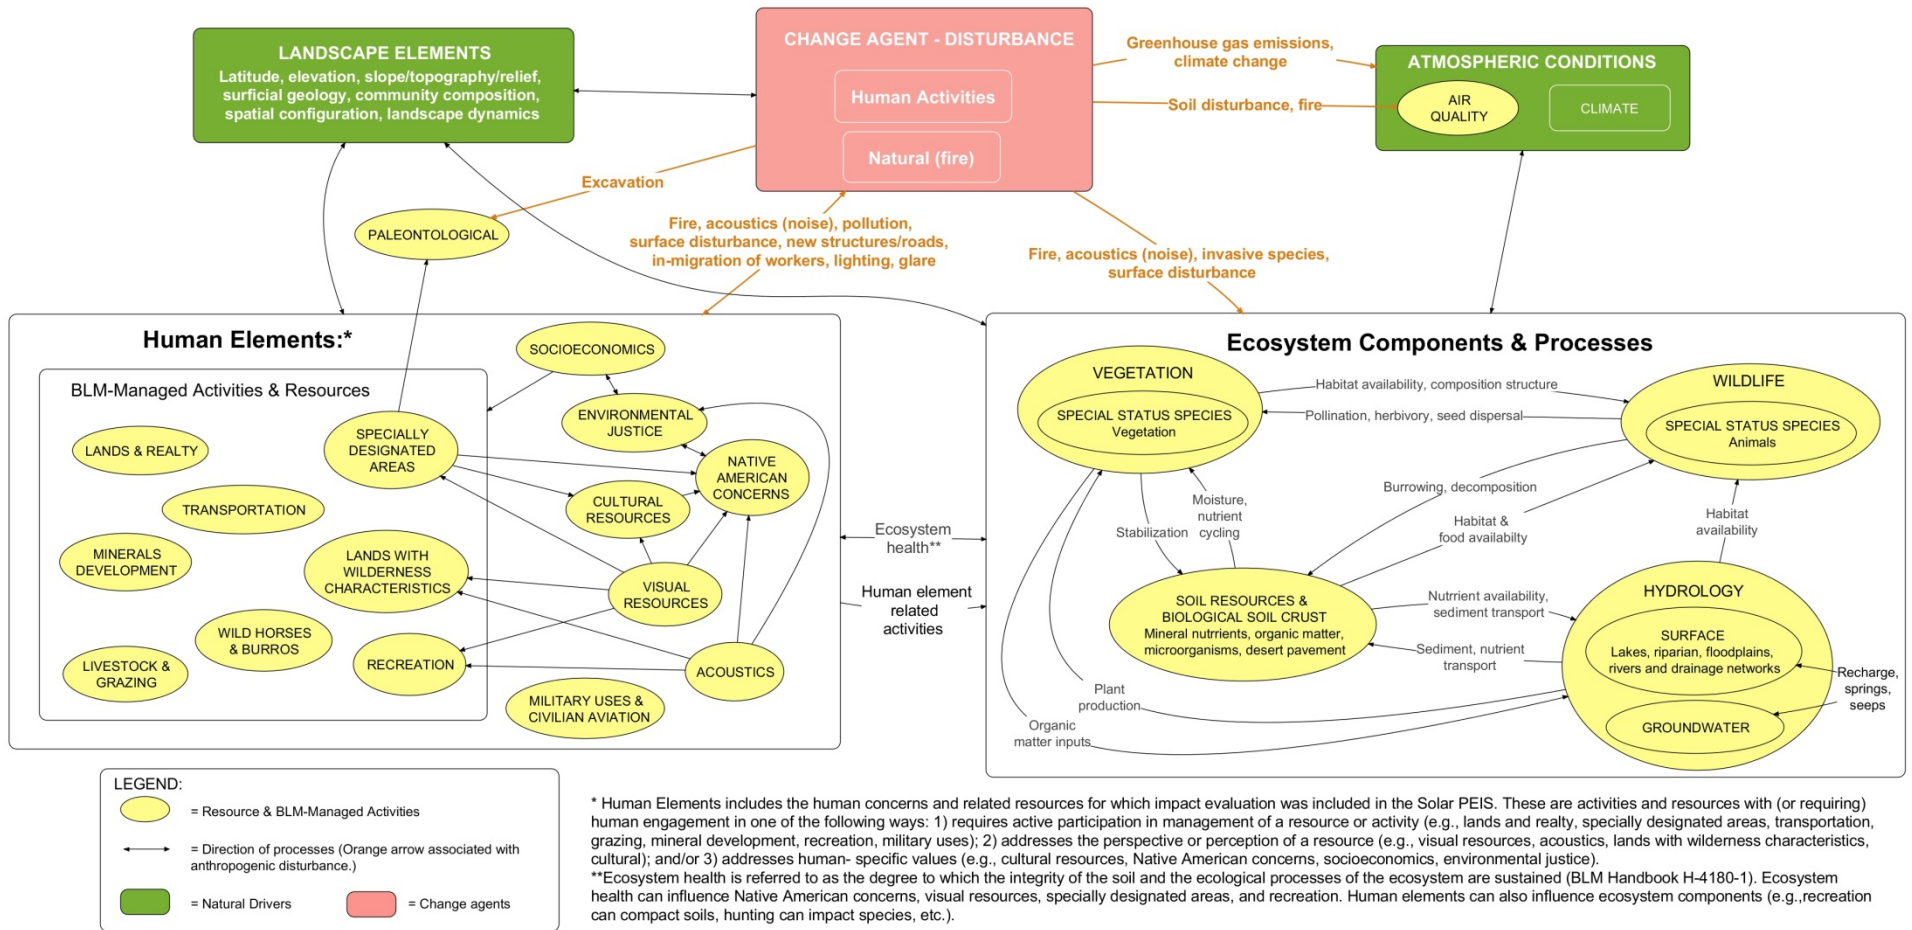 LANDSCAPE ELEMENTS
Latitude, elevation, slope/topography/relief,
surficial geology, community composition,
spatial configuration, landscape dynamics
CHANGE AGENT - DISTURBANCE
Human Activities
Natural (fire)
Greenhouse gas emissions,
climate change
Soil disturbance, fire
ATMOSPHERIC CONDITIONS
AIR
QUALITY
CLIMATE
Excavation
PALEONTOLOGICAL
Fire, acoustics (noise), pollution,
surface disturbance, new structures/roads,
in-migration of workers, lighting, glare
Fire, acoustics (noise), invasive species,
surface disturbance
Human Elements:*
BLM-Managed Activities & Resources
LANDS & REALTY
TRANSPORTATION
MINERALS
DEVELOPMENT
WILD HORSES
& BURROS
LIVESTOCK &
GRAZING
SPECIALLY
DESIGNATED
AREAS
LANDS WITH
WILDERNESS
CHARACTERISTICS
RECREATION
SOCIOECONOMICS
ENVIRONMENTAL
JUSTICE
NATIVE
AMERICAN
CONCERNS
CULTURAL
RESOURCES
VISUAL
RESOURCES
ACOUSTICS
MILITARY USES &
CIVILIAN AVIATION
Ecosystem
health**
Human element
related
activities
Ecosystem Components & Processes
VEGETATION
SPECIAL STATUS SPECIES
Vegetation
Habitat availability, composition structure
Pollination, herbivory, seed dispersal
WILDLIFE
SPECIAL STATUS SPECIES
Animals
Burrowing, decomposition
Moisture,
nutrient
cycling
Stabilization
Habitat &
food availabilty
Habitat
availability
SOIL RESOURCES &
BIOLOGICAL SOIL CRUST
Mineral nutrients, organic matter,
microorganisms, desert pavement
Nutrient availability,
sediment transport
Sediment, nutrient
transport
HYDROLOGY
SURFACE
Lakes, riparian, floodplains,
rivers and drainage networks
GROUNDWATER
Recharge,
springs,
seeps
Plant
production
Organic
matter inputs
LEGEND:
= Resource & BLM-Managed Activities
= Direction of processes (Orange arrow associated with
anthropogenic disturbance.)
= Natural Drivers
= Change agents
* Human Elements includes the human concerns and related resources for which impact evaluation was included in the Solar PEIS. These are activities and resources with (or requiring)
human engagement in one of the following ways: 1) requires active participation in management of a resource or activity (e.g., lands and realty, specially designated areas, transportation,
grazing, mineral development, recreation, military uses); 2) addresses the perspective or perception of a resource (e.g., visual resources, acoustics, lands with wilderness characteristics,
cultural); and/or 3) addresses human- specific values (e.g., cultural resources, Native American concerns, socioeconomics, environmental justice).
**Ecosystem health is referred to as the degree to which the integrity of the soil and the ecological processes of the ecosystem are sustained (BLM Handbook H-4180-1). Ecosystem
health can influence Native American concerns, visual resources, specially designated areas, and recreation. Human elements can also influence ecosystem components (e.g.,recreation
can compact soils, hunting can impact species, etc.).